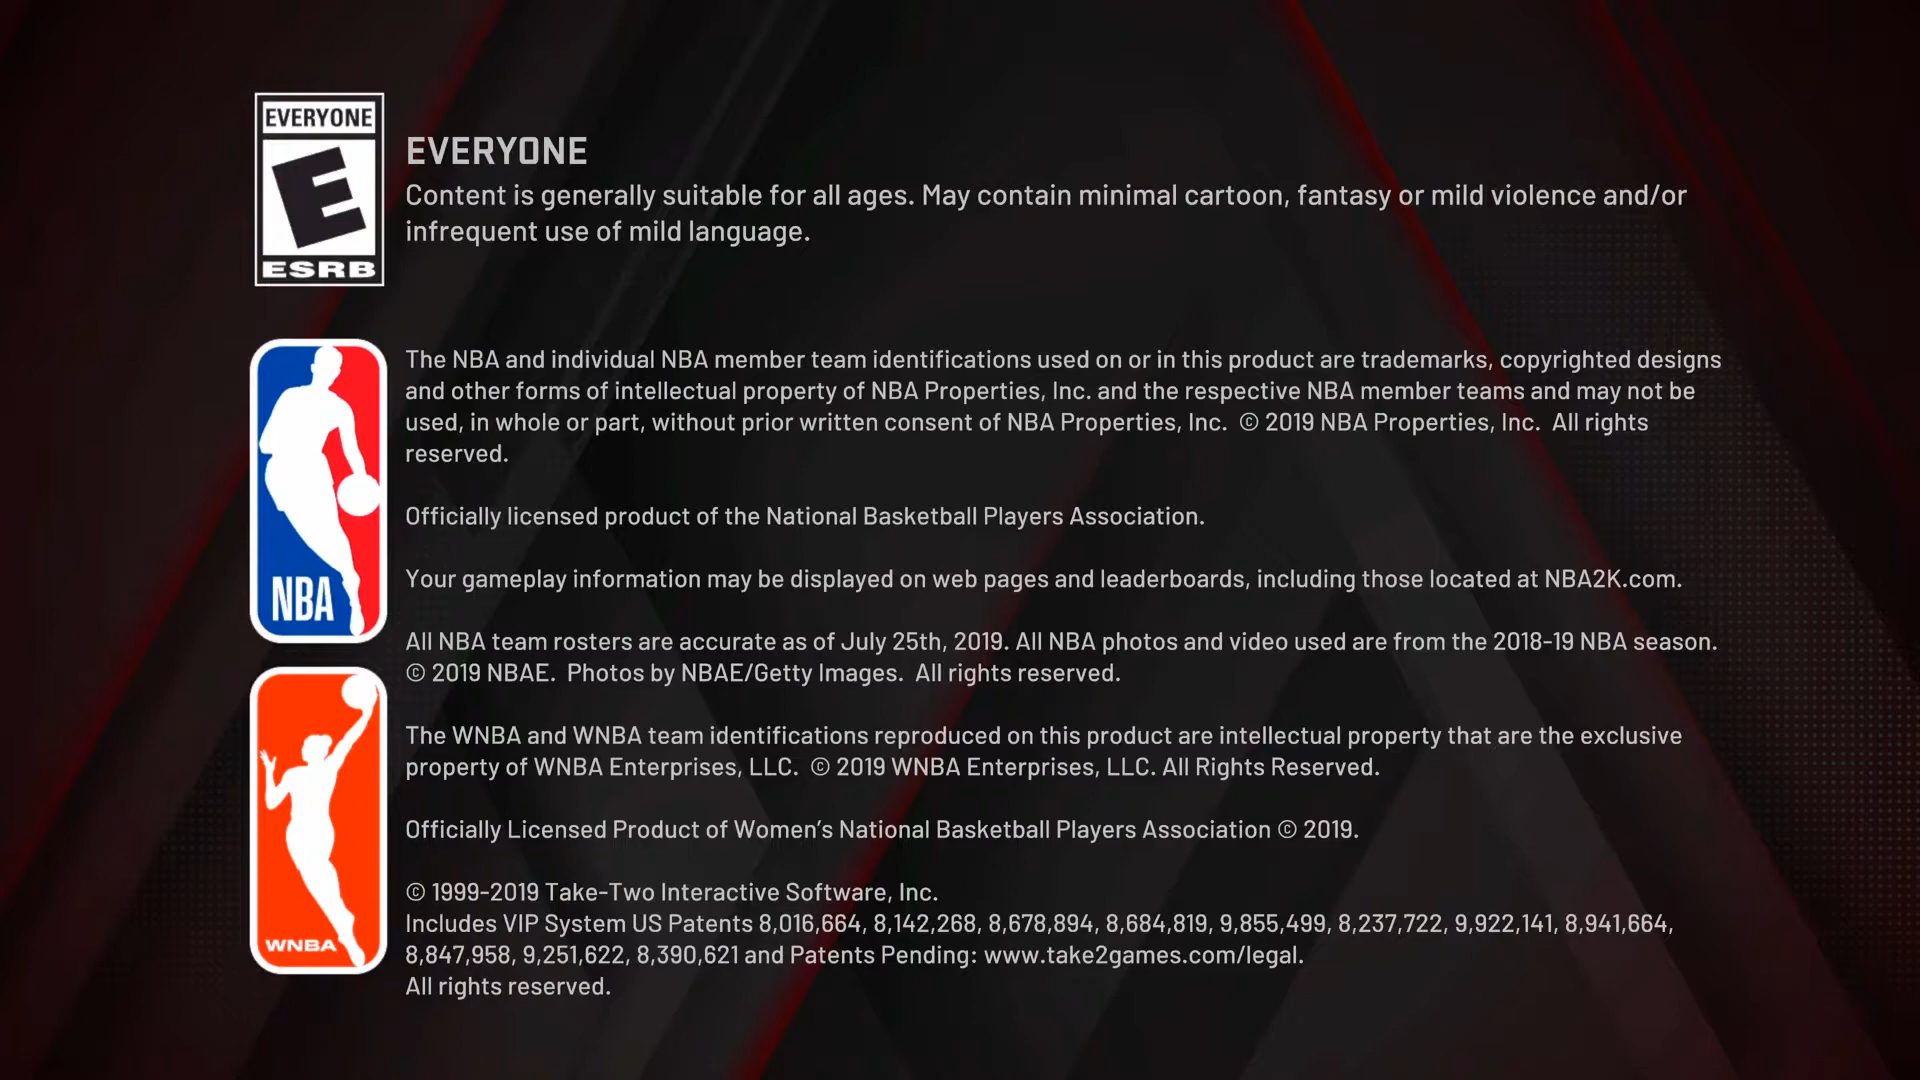 EVERYONE
E
ESRB
EVERYONE
Content is generally suitable for all ages. May contain minimal cartoon, fantasy or mild violence and/or
infrequent use of mild language.
NBA
The NBA and individual NBA member team identifications used on or in this product are trademarks, copyrighted designs
and other forms of intellectual property of NBA Properties, Inc. and the respective NBA member teams and may not be
used, in whole or part, without prior written consent of NBA Properties, Inc. © 2019 NBA Properties, Inc. All rights
reserved.
Officially licensed product of the National Basketball Players Association.
Your gameplay information may be displayed on web pages and leaderboards, including those located at NBA2K.com.
All NBA team rosters are accurate as of July 25th, 2019. All NBA photos and video used are from the 2018-19 NBA season.
© 2019 NBAE. Photos by NBAE/Getty Images. All rights reserved.
WNBA
The WNBA and WNBA team identifications reproduced on this product are intellectual property that are the exclusive
property of WNBA Enterprises, LLC. © 2019 WNBA Enterprises, LLC. All Rights Reserved.
Officially Licensed Product of Women's National Basketball Players Association © 2019.
© 1999-2019 Take-Two Interactive Software, Inc.
Includes VIP System US Patents 8,016,664, 8,142,268, 8,678,894, 8,684,819, 9,855,499, 8,237,722, 9,922,141, 8,941,664,
8,847,958, 9,251,622, 8,390,621 and Patents Pending: www.take2games.com/legal.
All rights reserved.